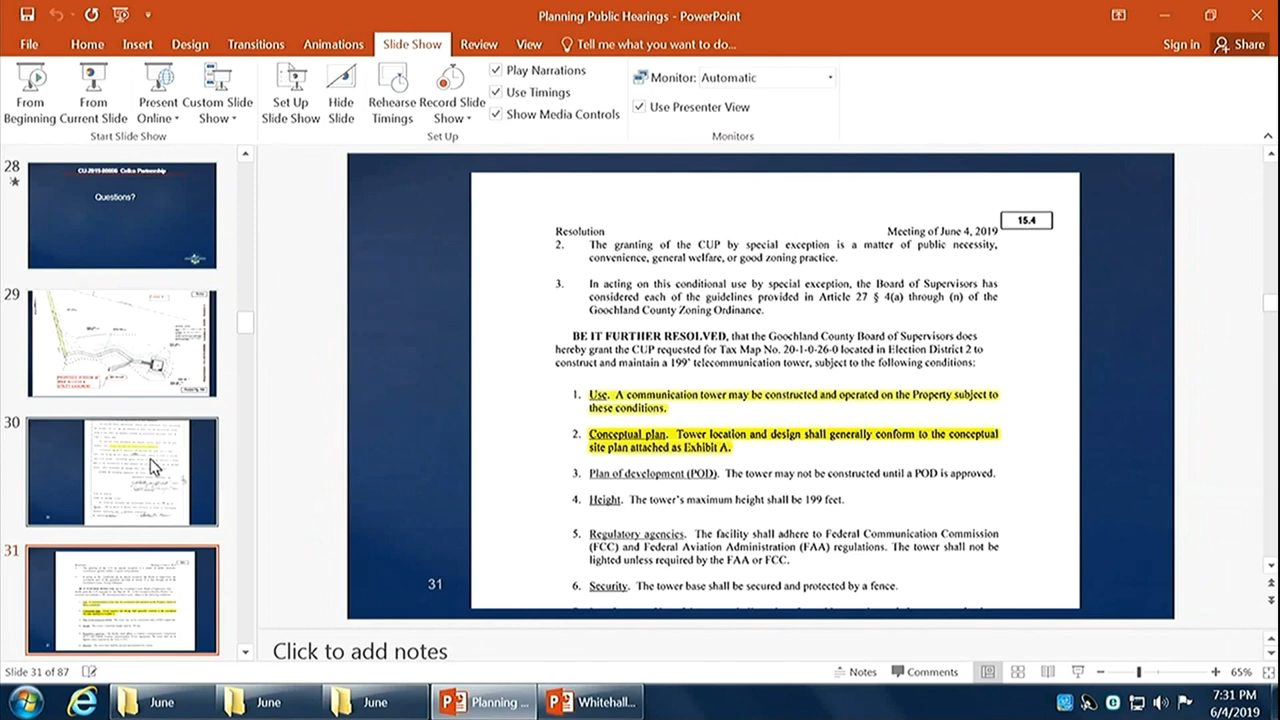 Planning Public Hearings - PowerPoint
File Home Insert Design Transitions Animations Slide Show Review View Tell me what you want to do... Sign in Share
From Beginning
From Current Slide
Present Online
Custom Slide Show
Set Up Slide Show
Hide Slide
Rehearse Timings
Record Slide Show
Play Narrations
Use Timings
Show Media Controls
Monitor: Automatic
Use Presenter View
Start Slide Show
Set Up
Monitors
28
Questions?
29
30
31
15.4
Resolution Meeting of June 4, 2019
2. The granting of the CUP by special exception is a matter of public necessity,
convenience, general welfare, or good zoning practice.
3. In acting on this conditional use by special exception, the Board of Supervisors has
considered each of the guidelines provided in Article 27 § 4(a) through (n) of the
Goochland County Zoning Ordinance.
BE IT FURTHER RESOLVED, that the Goochland County Board of Supervisors does
hereby grant the CUP requested for Tax Map No. 20-1-0-26-0 located in Election District 2 to
construct and maintain a 199' telecommunication tower, subject to the following conditions:
1. Use. A communication tower may be constructed and operated on the Property subject to
these conditions.
2. Conceptual plan. Tower location and design shall generally conform to the conceptual
site plan attached as Exhibit A.
3. Plan of development (POD). The tower may not be constructed until a POD is approved.
4. Height. The tower's maximum height shall be 199 feet.
5. Regulatory agencies. The facility shall adhere to Federal Communication Commission
(FCC) and Federal Aviation Administration (FAA) regulations. The tower shall not be
lighted unless required by the FAA or FCC.
6. Security. The tower base shall be secured and protected by a fence.
31
Click to add notes
Slide 31 of 87 Notes Comments 65%
June June June Planning ... Whitehall...
7:31 PM
6/4/2019